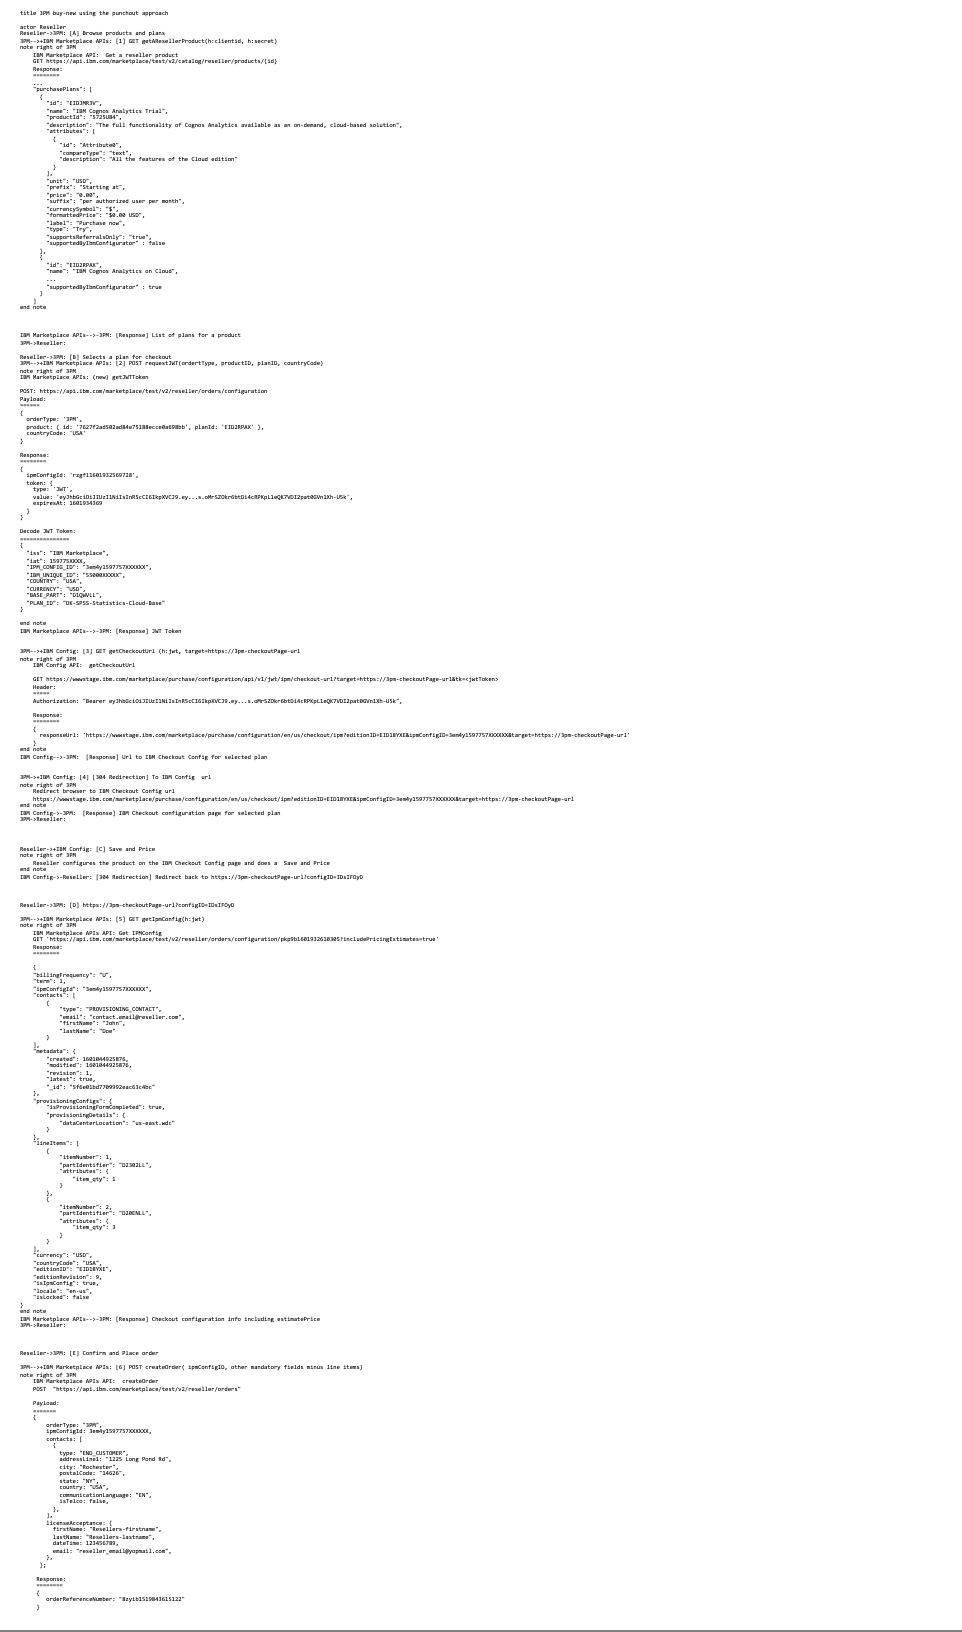 title 3PM buy-new using the punchout approach
actor Reseller
Reseller->3PM: [A] Browse products and plans
3PM-->+IBM Marketplace APIs: [1] GET getAResellerProduct(h:clientid, h:secret)
note right of 3PM
IBM Marketplace API:  Get a reseller product
GET https://api.ibm.com/marketplace/test/v2/catalog/reseller/products/{id}
Response:
========
...
"purchasePlans": [
{
"id": "EIDJMR3V",
"name": "IBM Cognos Analytics Trial",
"productId": "5725U84",
"description": "The full functionality of Cognos Analytics available as an on-demand, cloud-based solution",
"attributes": [
{
"id": "Attribute0",
"compareType": "text",
"description": "All the features of the Cloud edition"
}
],
"unit": "USD",
"prefix": "Starting at",
"price": "0.00",
"suffix": "per authorized user per month",
"currencySymbol": "$",
"formattedPrice": "$0.00 USD",
"label": "Purchase now",
"type": "Try",
"supportsReferralsOnly": "true",
"supportedByIbmConfigurator" : false
},
{
"id": "EID2RPAX",
"name": "IBM Cognos Analytics on Cloud",
...
"supportedByIbmConfigurator" : true
}
]
end note
IBM Marketplace APIs-->-3PM: [Response] List of plans for a product
3PM->Reseller:
Reseller->3PM: [B] Selects a plan for checkout
3PM-->+IBM Marketplace APIs: [2] POST requestJWT(ordertType, productID, planID, countryCode)
note right of 3PM
IBM Marketplace APIs: (new) getJWTToken
POST: https://api.ibm.com/marketplace/test/v2/reseller/orders/configuration
Payload:
======
{
orderType: '3PM',
product: { id: '7627f2ad502ad84e75188ecce0a698bb', planId: 'EID2RPAX' },
countryCode: 'USA'
}
Response:
========
{
ipmConfigId: 'rzgfl1601932569728',
token: {
type: 'JWT',
value: 'eyJhbGciOiJIUzI1NiIsInR5cCI6IkpXVCJ9.ey...s.oMrSZDkr6btDi4cRPKpL1eQK7VDI2pat0GVn1Xh-U5k',
expiresAt: 1601934369
}
}
Decode JWT Token:
===============
{
"iss": "IBM Marketplace",
"iat": 159775XXXX,
"IPM_CONFIG_ID": "3em4y1597757XXXXXX",
"IBM_UNIQUE_ID": "55000XXXXX",
"COUNTRY": "USA",
"CURRENCY": "USD",
"BASE_PART": "D1QWVLL",
"PLAN_ID": "DK-SPSS-Statistics-Cloud-Base"
}
end note
IBM Marketplace APIs-->-3PM: [Response] JWT Token
3PM-->+IBM Config: [3] GET getCheckoutUrl (h:jwt, target=https://3pm-checkoutPage-url
note right of 3PM
IBM Config API:  getCheckoutUrl
GET https://wwwstage.ibm.com/marketplace/purchase/configuration/api/v1/jwt/ipm/checkout-url?target=https://3pm-checkoutPage-url&tk=<jwtToken>
Header:
=====
Authorization: "Bearer eyJhbGciOiJIUzI1NiIsInR5cCI6IkpXVCJ9.ey...s.oMrSZDkr6btDi4cRPKpL1eQK7VDI2pat0GVn1Xh-U5k",
Response:
========
{
responseUrl: 'https://wwwstage.ibm.com/marketplace/purchase/configuration/en/us/checkout/ipm?editionID=EID18YXE&ipmConfigID=3em4y1597757XXXXXX&target=https://3pm-checkoutPage-url'
}
end note
IBM Config-->-3PM:  [Response] Url to IBM Checkout Config for selected plan
3PM->+IBM Config: [4] [304 Redirection] To IBM Config  url
note right of 3PM
Redirect browser to IBM Checkout Config url
https://wwwstage.ibm.com/marketplace/purchase/configuration/en/us/checkout/ipm?editionID=EID18YXE&ipmConfigID=3em4y1597757XXXXXX&target=https://3pm-checkoutPage-url
end note
IBM Config->-3PM:  [Response] IBM Checkout configuration page for selected plan
3PM->Reseller:
Reseller->+IBM Config: [C] Save and Price
note right of 3PM
Reseller configures the product on the IBM Checkout Config page and does a  Save and Price
end note
IBM Config->-Reseller: [304 Redirection] Redirect back to https://3pm-checkoutPage-url?configID=IDsIFOyD
Reseller->3PM: [D] https://3pm-checkoutPage-url?configID=IDsIFOyD
3PM-->+IBM Marketplace APIs: [5] GET getIpmConfig(h:jwt)
note right of 3PM
IBM Marketplace APIs API: Get IPMConfig
GET 'https://api.ibm.com/marketplace/test/v2/reseller/orders/configuration/pkp9b1601932610305?includePricingEstimates=true'
Response:
========
{
"billingFrequency": "U",
"term": 1,
"ipmConfigId": "3em4y1597757XXXXXX",
"contacts": [
{
"type": "PROVISIONING_CONTACT",
"email": "contact.email@reseller.com",
"firstName": "John",
"lastName": "Doe"
}
],
"metadata": {
"created": 1601044925876,
"modified": 1601044925876,
"revision": 1,
"latest": true,
"_id": "5f6e01bd7709992eac63c4bc"
},
"provisioningConfigs": {
"isProvisioningFormCompleted": true,
"provisioningDetails": {
"dataCenterLocation": "us-east.wdc"
}
},
"lineItems": [
{
"itemNumber": 1,
"partIdentifier": "D2302LL",
"attributes": {
"item_qty": 1
}
},
{
"itemNumber": 2,
"partIdentifier": "D20ENLL",
"attributes": {
"item_qty": 3
}
}
],
"currency": "USD",
"countryCode": "USA",
"editionID": "EID18YXE",
"editionRevision": 9,
"isIpmConfig": true,
"locale": "en-us",
"isLocked": false
}
end note
IBM Marketplace APIs-->-3PM: [Response] Checkout configuration info including estimatePrice
3PM->Reseller:
Reseller->3PM: [E] Confirm and Place order
3PM-->+IBM Marketplace APIs: [6] POST createOrder( ipmConfigID, other mandatory fields minus line items)
note right of 3PM
IBM Marketplace APIs API:  createOrder
POST  "https://api.ibm.com/marketplace/test/v2/reseller/orders"
Payload:
=======
{
orderType: "3PM",
ipmConfigId: 3em4y1597757XXXXXX,
contacts: [
{
type: "END_CUSTOMER",
addressLine1: "1225 Long Pond Rd",
city: "Rochester",
postalCode: "14626",
state: "NY",
country: "USA",
communicationLanguage: "EN",
isTelco: false,
},
],
licenseAcceptance: {
firstName: "Resellers-firstname",
lastName: "Resellers-lastname",
dateTime: 123456789,
email: "reseller_email@yopmail.com",
},
};
Response:
========
{
orderReferenceNumber: "8zyib1519843615122"
}